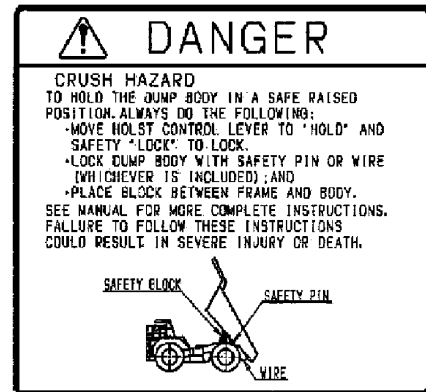 DANGER
CRUSH HAZARD
TO HOLD THE DUMP BODY IN A SAFE RAISED
POSITION. ALWAYS DO THE FOLLOWING:
•MOVE HOLST CONTROL LEVER TO "HOLD" AND
SAFETY "LOCK" TO LOCK.
•LOCK DUMP BODY WITH SAFETY PIN OR WIRE
(WHICHEVER IS INCLUDED);AND
•PLACE BLOCK BETWEEN FRAME AND BODY.
SEE MANUAL FOR MORE COMPLETE INSTRUCTIONS.
FALLURE TO FOLLOW THESE INSTRUCTIONS
COULD RESULT IN SEVERE INJURY OR DEATH.
SAFETY BLOCK
SAFETY PIN
WIRE